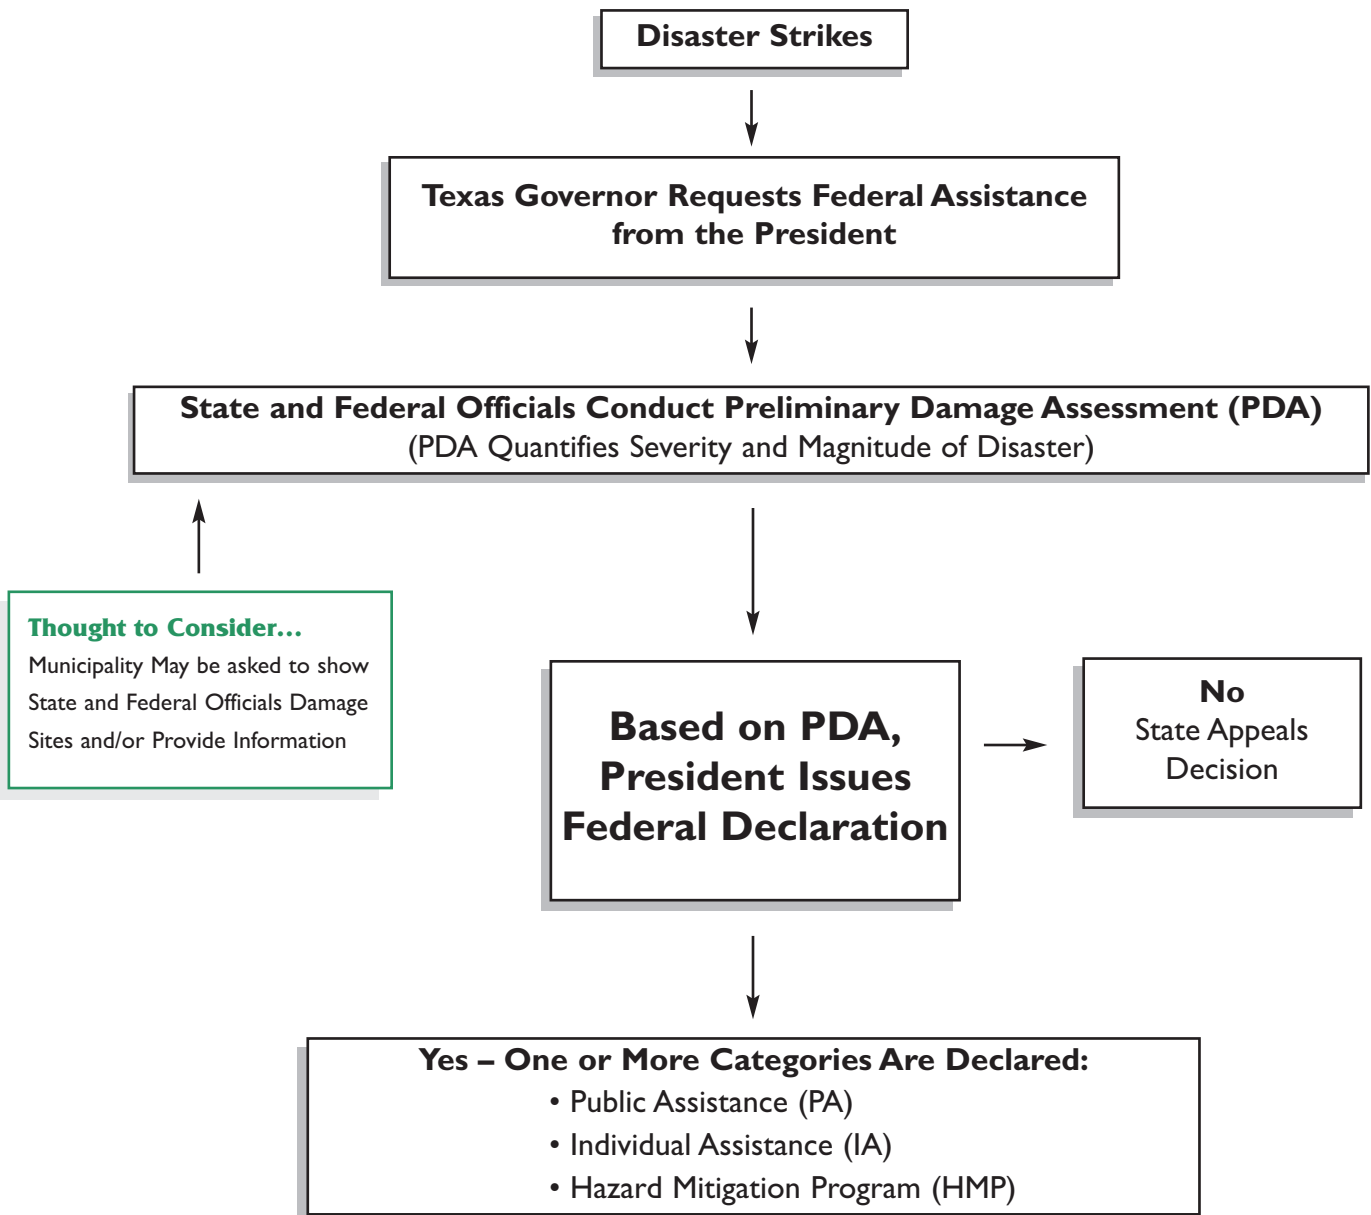 Disaster Strikes
Texas Governor Requests Federal Assistance
from the President
State and Federal Officials Conduct Preliminary Damage Assessment (PDA)
(PDA Quantifies Severity and Magnitude of Disaster)
Thought to Consider…
Municipality May be asked to show
State and Federal Officials Damage
Sites and/or Provide Information
Based on PDA,
President Issues
Federal Declaration
No
State Appeals
Decision
Yes – One or More Categories Are Declared:
• Public Assistance (PA)
• Individual Assistance (IA)
• Hazard Mitigation Program (HMP)